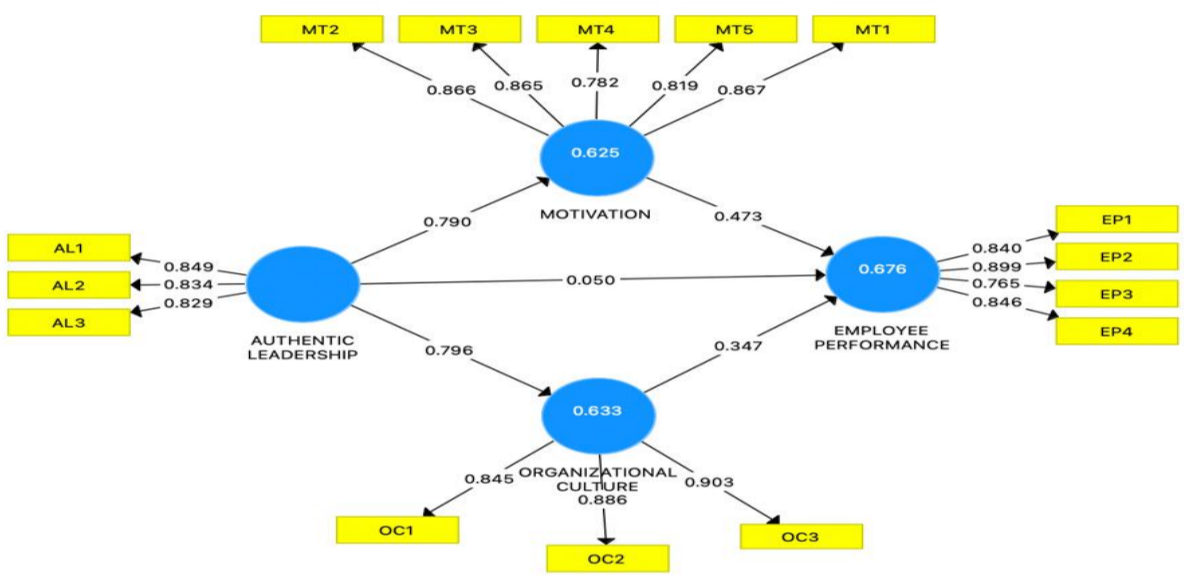 MT2 MT3 MT4 MT5 MT1
0.866 0.865 0.782 0.819 0.867
0.625
MOTIVATION
0.790 0.473
AL1
AL2
AL3
0.849
0.834
0.829
AUTHENTIC
LEADERSHIP
0.050
0.676
EMPLOYEE
PERFORMANCE
0.840
0.899
0.765
0.846
EP1
EP2
EP3
EP4
0.796 0.347
0.633
ORGANIZATIONAL
CULTURE
0.845 0.886 0.903
OC1 OC2 OC3